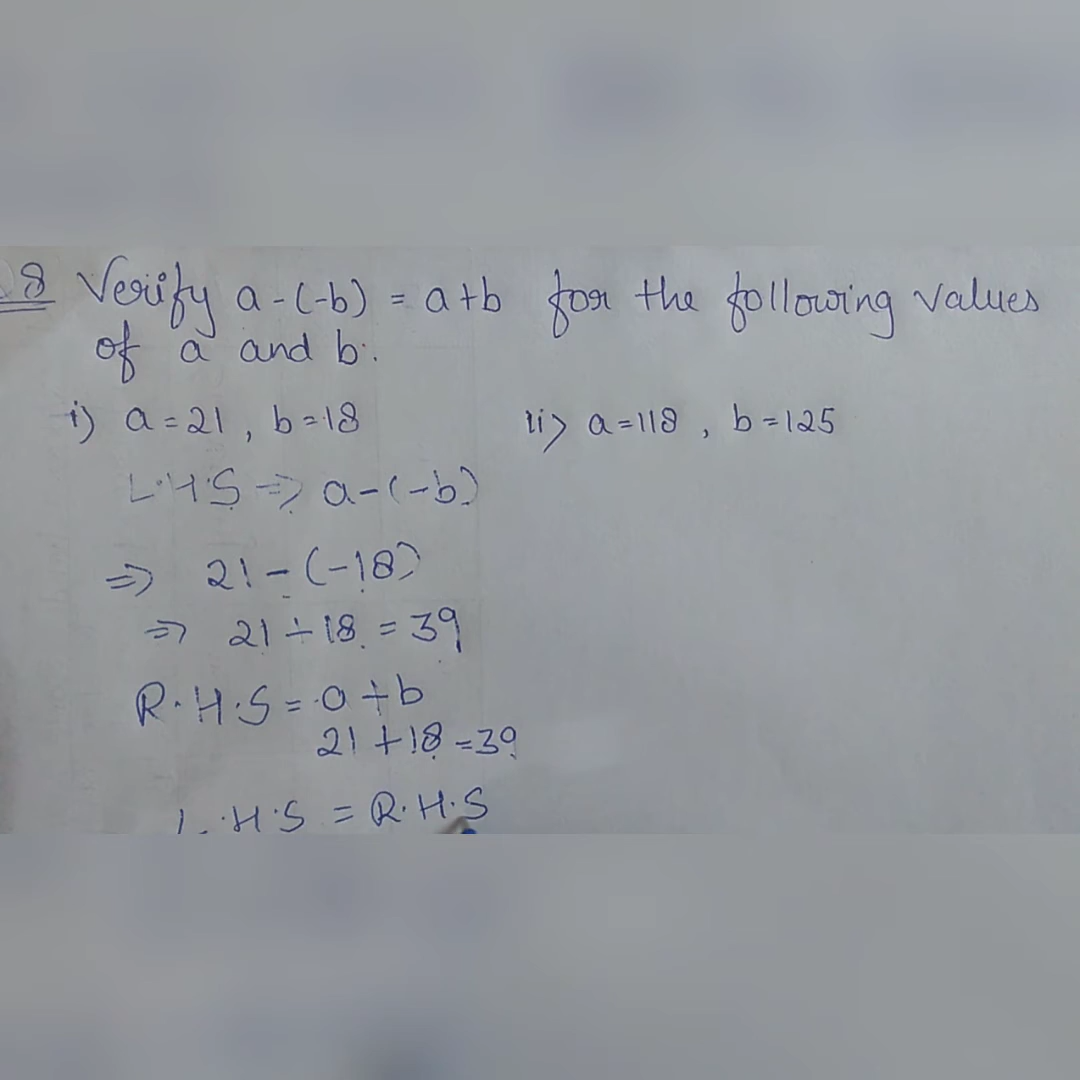 Q8 Verify a-(-b) = a+b for the following values
of a and b.
i) a=21, b=18
ii) a=118, b=125
L.H.S ⇒ a-(-b)
⇒ 21-(-18)
⇒ 21+18 = 39
R.H.S = a+b
21+18=39
L.H.S = R.H.S